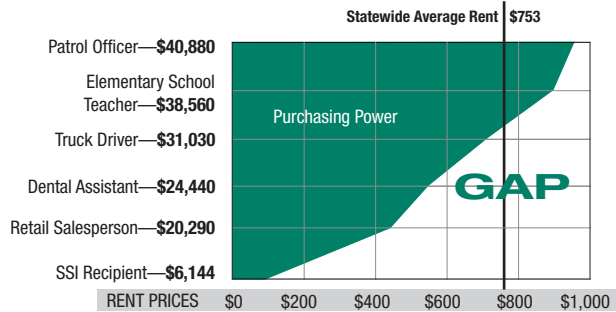 Statewide Average Rent $753
Patrol Officer—$40,880
Elementary School
Teacher—$38,560
Purchasing Power
Truck Driver—$31,030
Dental Assistant—$24,440
GAP
Retail Salesperson—$20,290
SSI Recipient—$6,144
RENT PRICES $0 $200 $400 $600 $800 $1,000